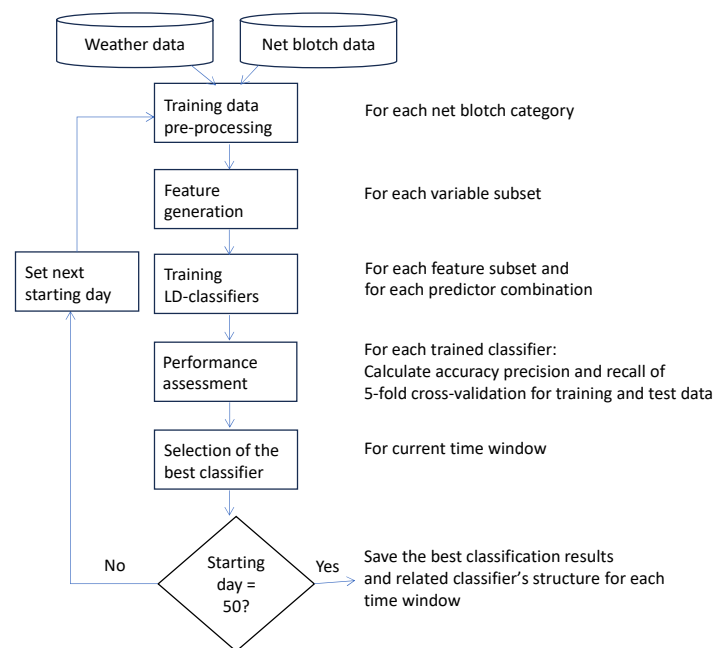 Weather data
Net blotch data
Training data
pre-processing
For each net blotch category
Feature
generation
For each variable subset
Set next
starting day
Training
LD-classifiers
For each feature subset and
for each predictor combination
Performance
assessment
For each trained classifier:
Calculate accuracy precision and recall of
5-fold cross-validation for training and test data
Selection of the
best classifier
For current time window
No
Starting
day =
50?
Yes
Save the best classification results
and related classifier's structure for each
time window